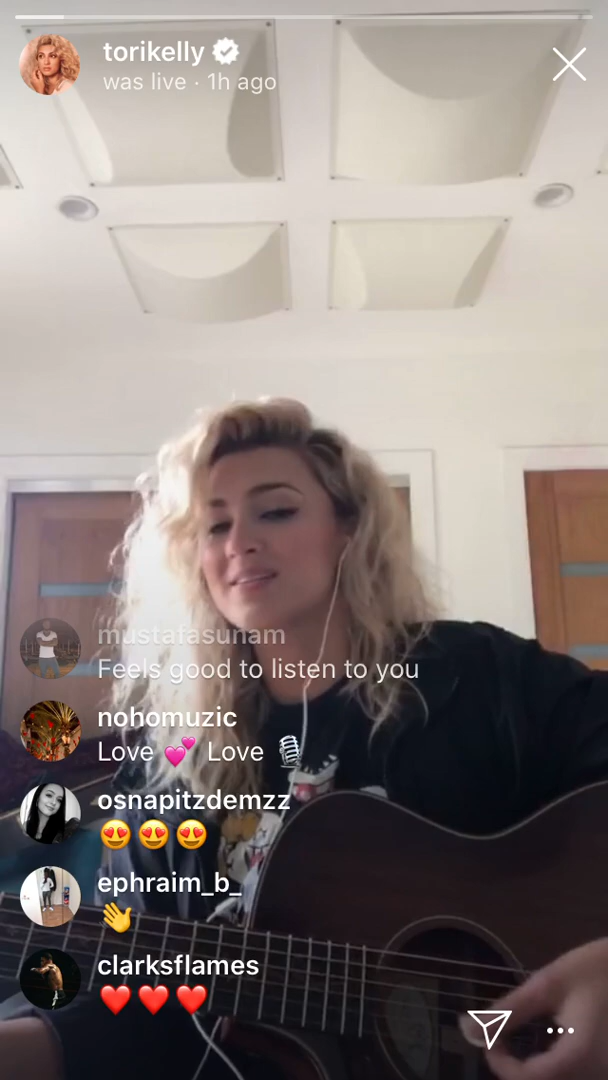 torikelly
was live · 1h ago
mustafasunam
Feels good to listen to you
nohomuzic
Love 💕 Love 🎙
osnapitzdemzz
😍😍😍
ephraim_b_
👋
clarksflames
❤️❤️❤️